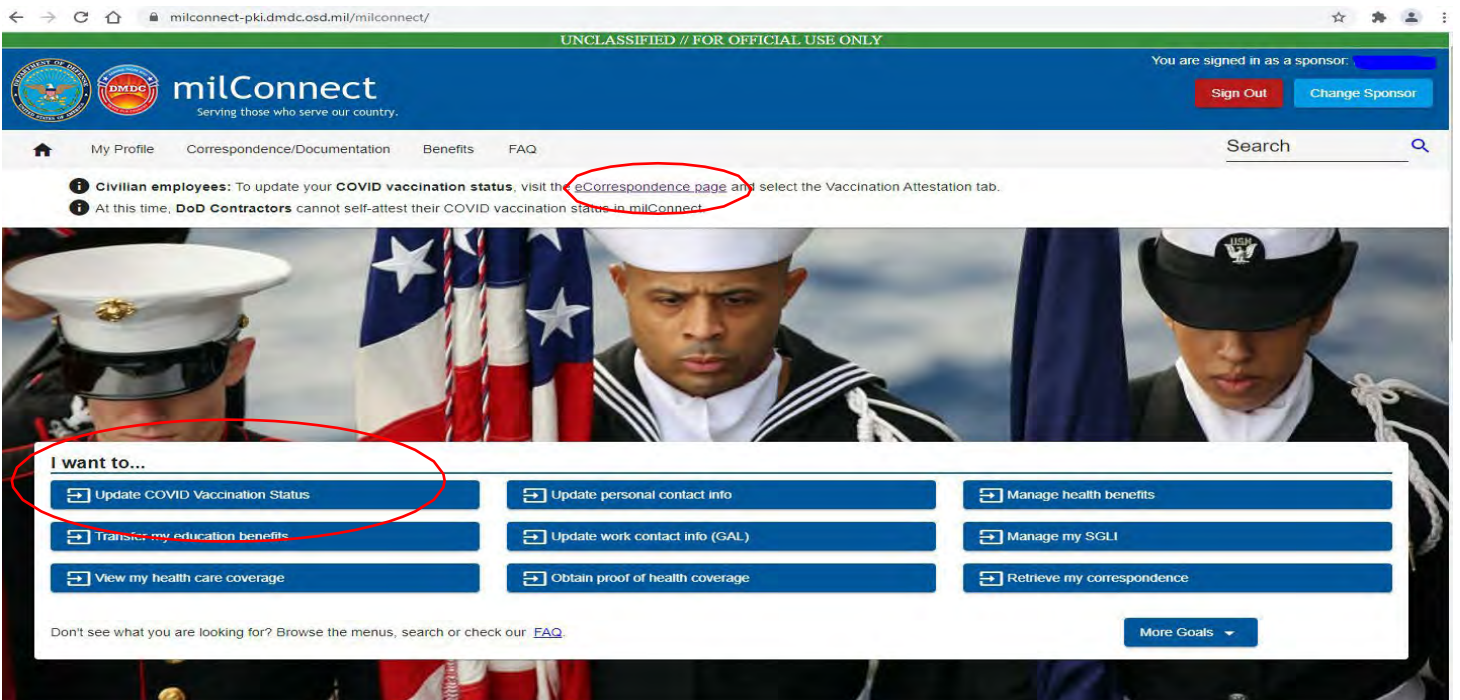 milconnect-pki.dmdc.osd.mil/milconnect/
UNCLASSIFIED // FOR OFFICIAL USE ONLY
You are signed in as a sponsor:
DMDC
milConnect
Serving those who serve our country.
Sign Out Change Sponsor
My Profile Correspondence/Documentation Benefits FAQ Search
Civilian employees: To update your COVID vaccination status, visit the eCorrespondence page and select the Vaccination Attestation tab.
At this time, DoD Contractors cannot self-attest their COVID vaccination status in milConnect.
I want to...
Update COVID Vaccination Status Update personal contact info Manage health benefits
Transfer my education benefits Update work contact info (GAL) Manage my SGLI
View my health care coverage Obtain proof of health coverage Retrieve my correspondence
Don't see what you are looking for? Browse the menus, search or check our FAQ.
More Goals